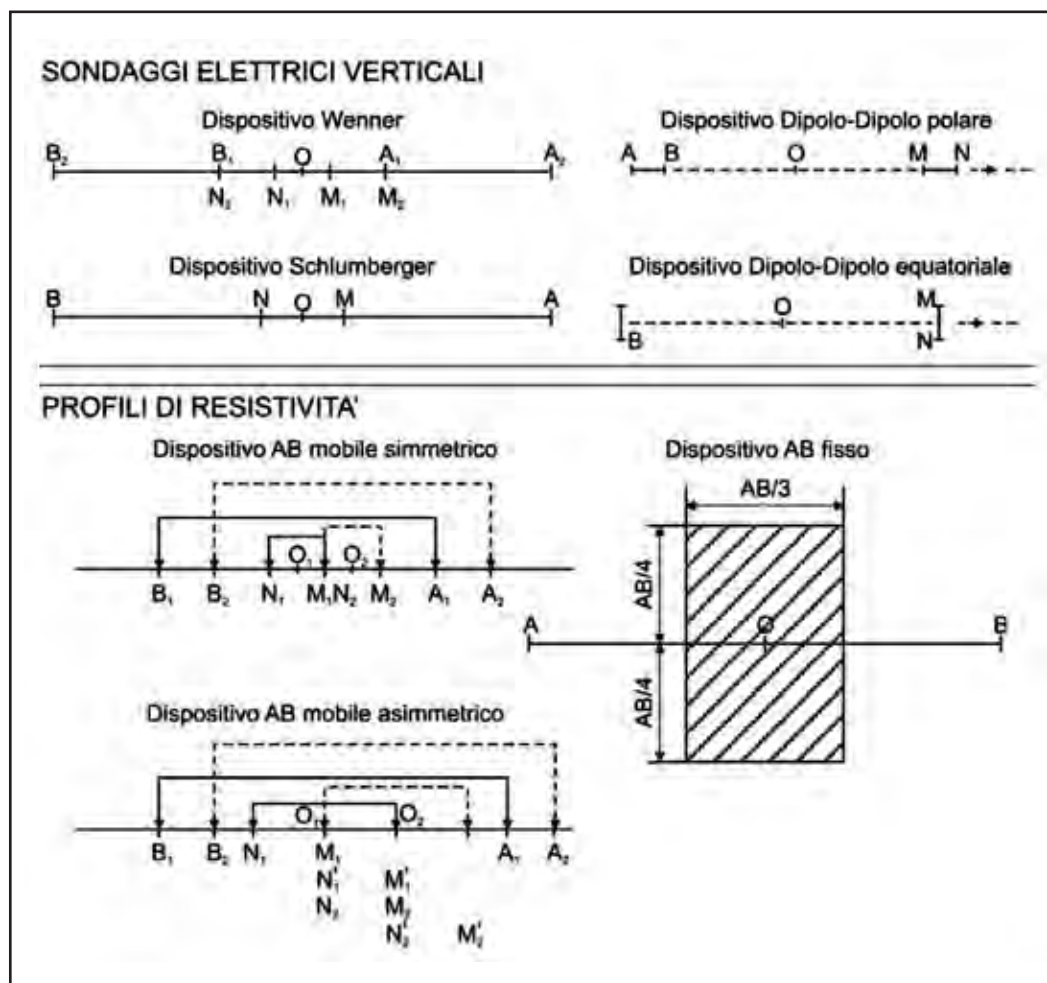 SONDAGGI ELETTRICI VERTICALI
Dispositivo Wenner
B₂ B₁ O A₁ A₂
N₂ N₁ M₁ M₂
Dispositivo Dipolo-Dipolo polare
A B O M N
Dispositivo Schlumberger
B N O M A
Dispositivo Dipolo-Dipolo equatoriale
O M
B N
PROFILI DI RESISTIVITA'
Dispositivo AB mobile simmetrico
O₁ O₂
B₁ B₂ N₁ M₁ N₂ M₂ A₁ A₂
Dispositivo AB fisso
AB/3
AB/4
A O B
AB/4
Dispositivo AB mobile asimmetrico
O₁ O₂
B₁ B₂ N₁ M₁ A₁ A₂
N'₁ M'₁
N₂ M₂
N'₂ M'₂